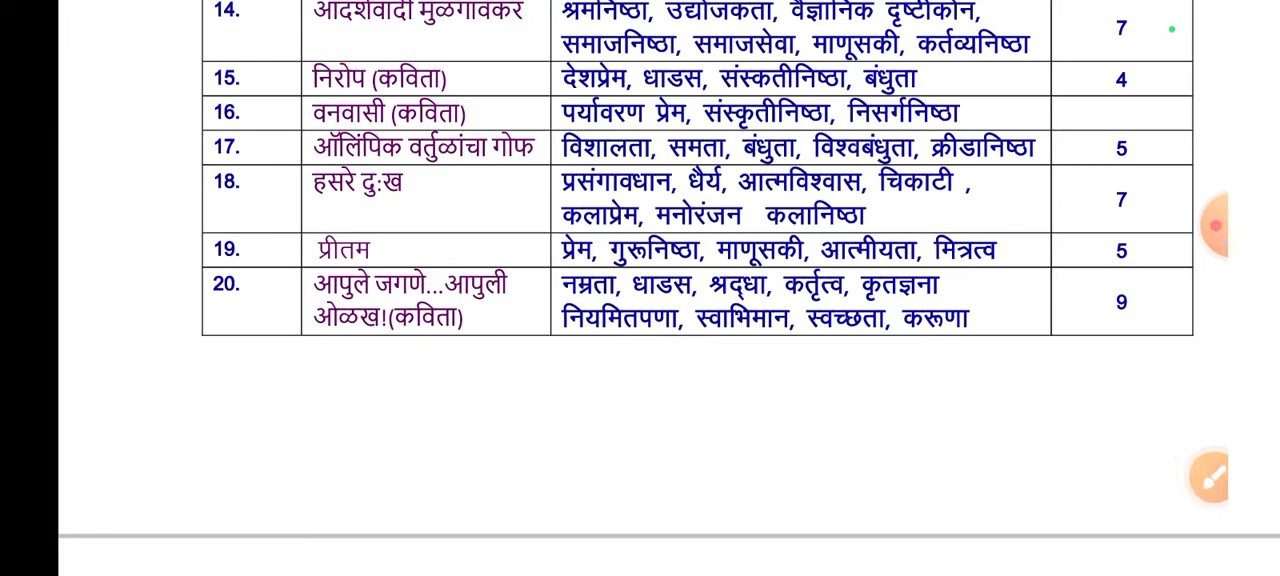 14. आदर्शवादी मुळगावकर श्रमनिष्ठा, उद्योजकता, वैज्ञानिक दृष्टीकोन,
समाजनिष्ठा, समाजसेवा, माणूसकी, कर्तव्यनिष्ठा 7
15. निरोप (कविता) देशप्रेम, धाडस, संस्कतीनिष्ठा, बंधुता 4
16. वनवासी (कविता) पर्यावरण प्रेम, संस्कृतीनिष्ठा, निसर्गनिष्ठा
17. ऑलिंपिक वर्तुळांचा गोफ विशालता, समता, बंधुता, विश्वबंधुता, क्रीडानिष्ठा 5
18. हसरे दुःख प्रसंगावधान, धैर्य, आत्मविश्वास, चिकाटी ,
कलाप्रेम, मनोरंजन कलानिष्ठा 7
19. प्रीतम प्रेम, गुरूनिष्ठा, माणूसकी, आत्मीयता, मित्रत्व 5
20. आपुले जगणे...आपुली नम्रता, धाडस, श्रद्धा, कर्तृत्व, कृतज्ञना
ओळख!(कविता) नियमितपणा, स्वाभिमान, स्वच्छता, करूणा 9